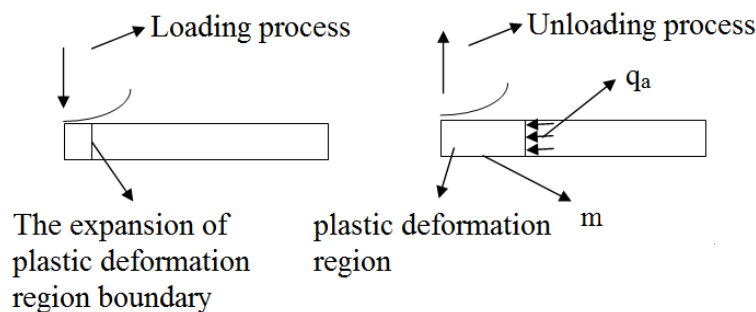 Loading process
The expansion of
plastic deformation
region boundary
Unloading process
qa
plastic deformation
region
m